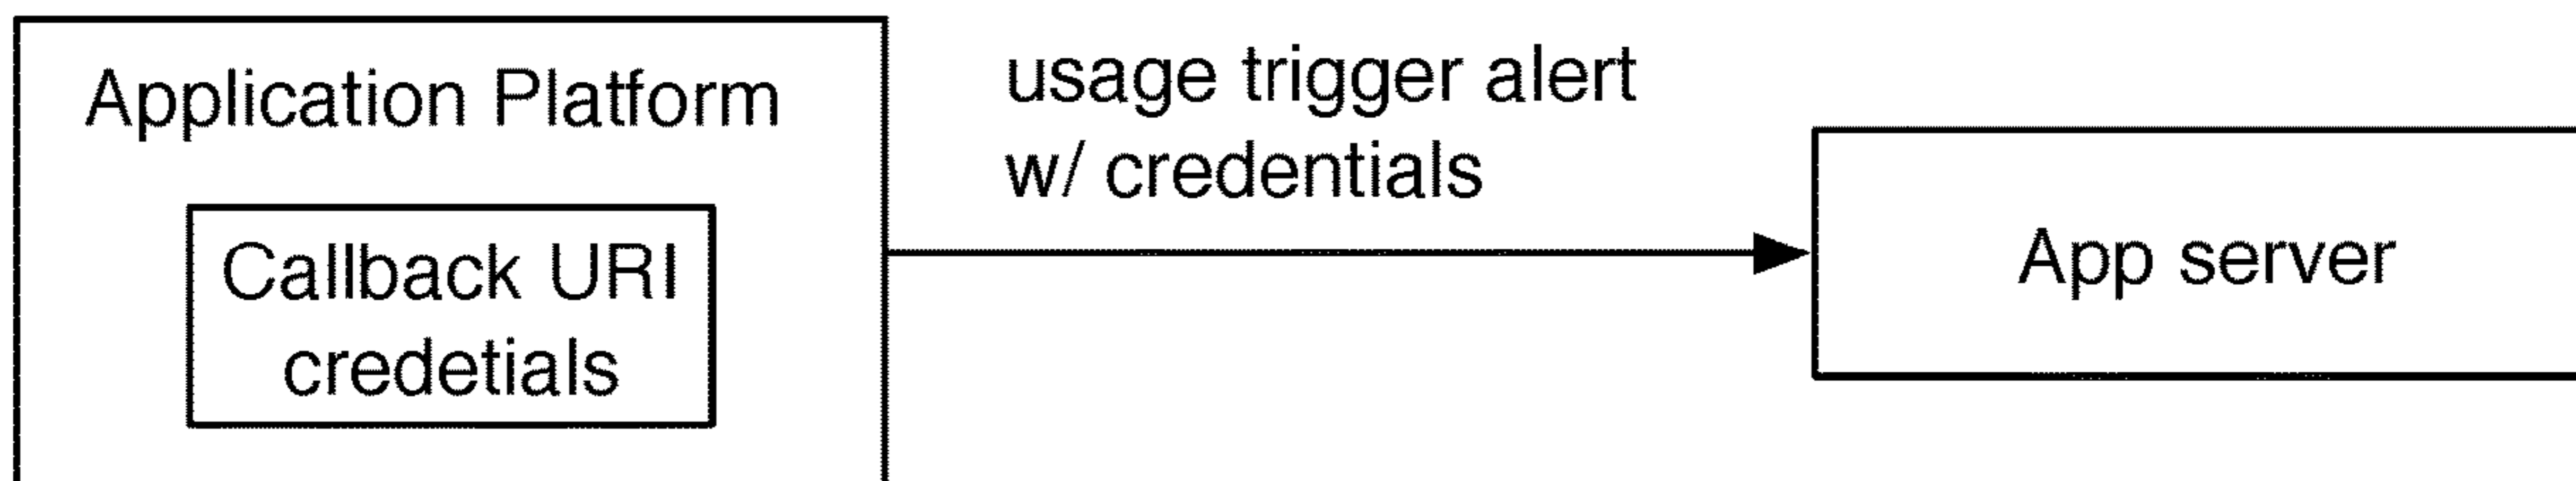 Application Platform
Callback URI
credetials
usage trigger alert
w/ credentials
App server